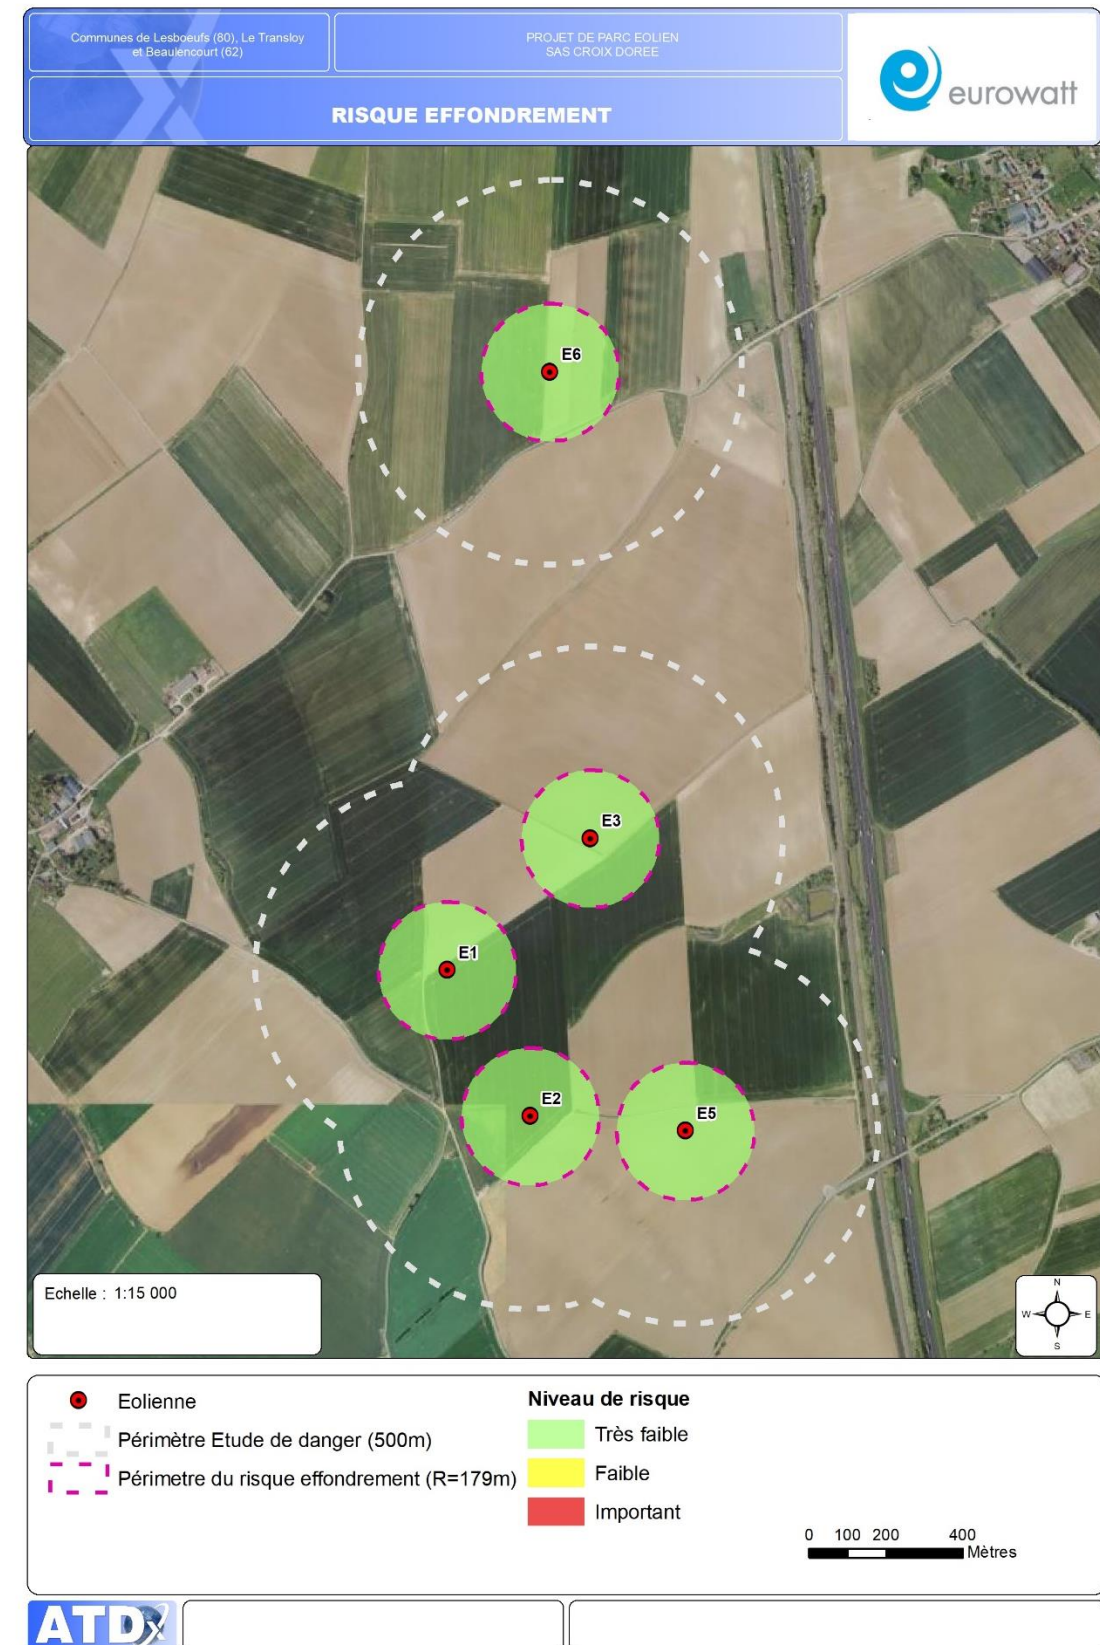 Communes de Lesboeufs (80), Le Transloy
et Beaulencourt (62)
PROJET DE PARC EOLIEN
SAS CROIX DOREE
RISQUE EFFONDREMENT
eurowatt
E6
E3
E1
E2
E5
Echelle : 1:15 000
N
W E
S
Eolienne
Périmètre Etude de danger (500m)
Périmetre du risque effondrement (R=179m)
Niveau de risque
Très faible
Faible
Important
0 100 200 400
Mètres
ATDx